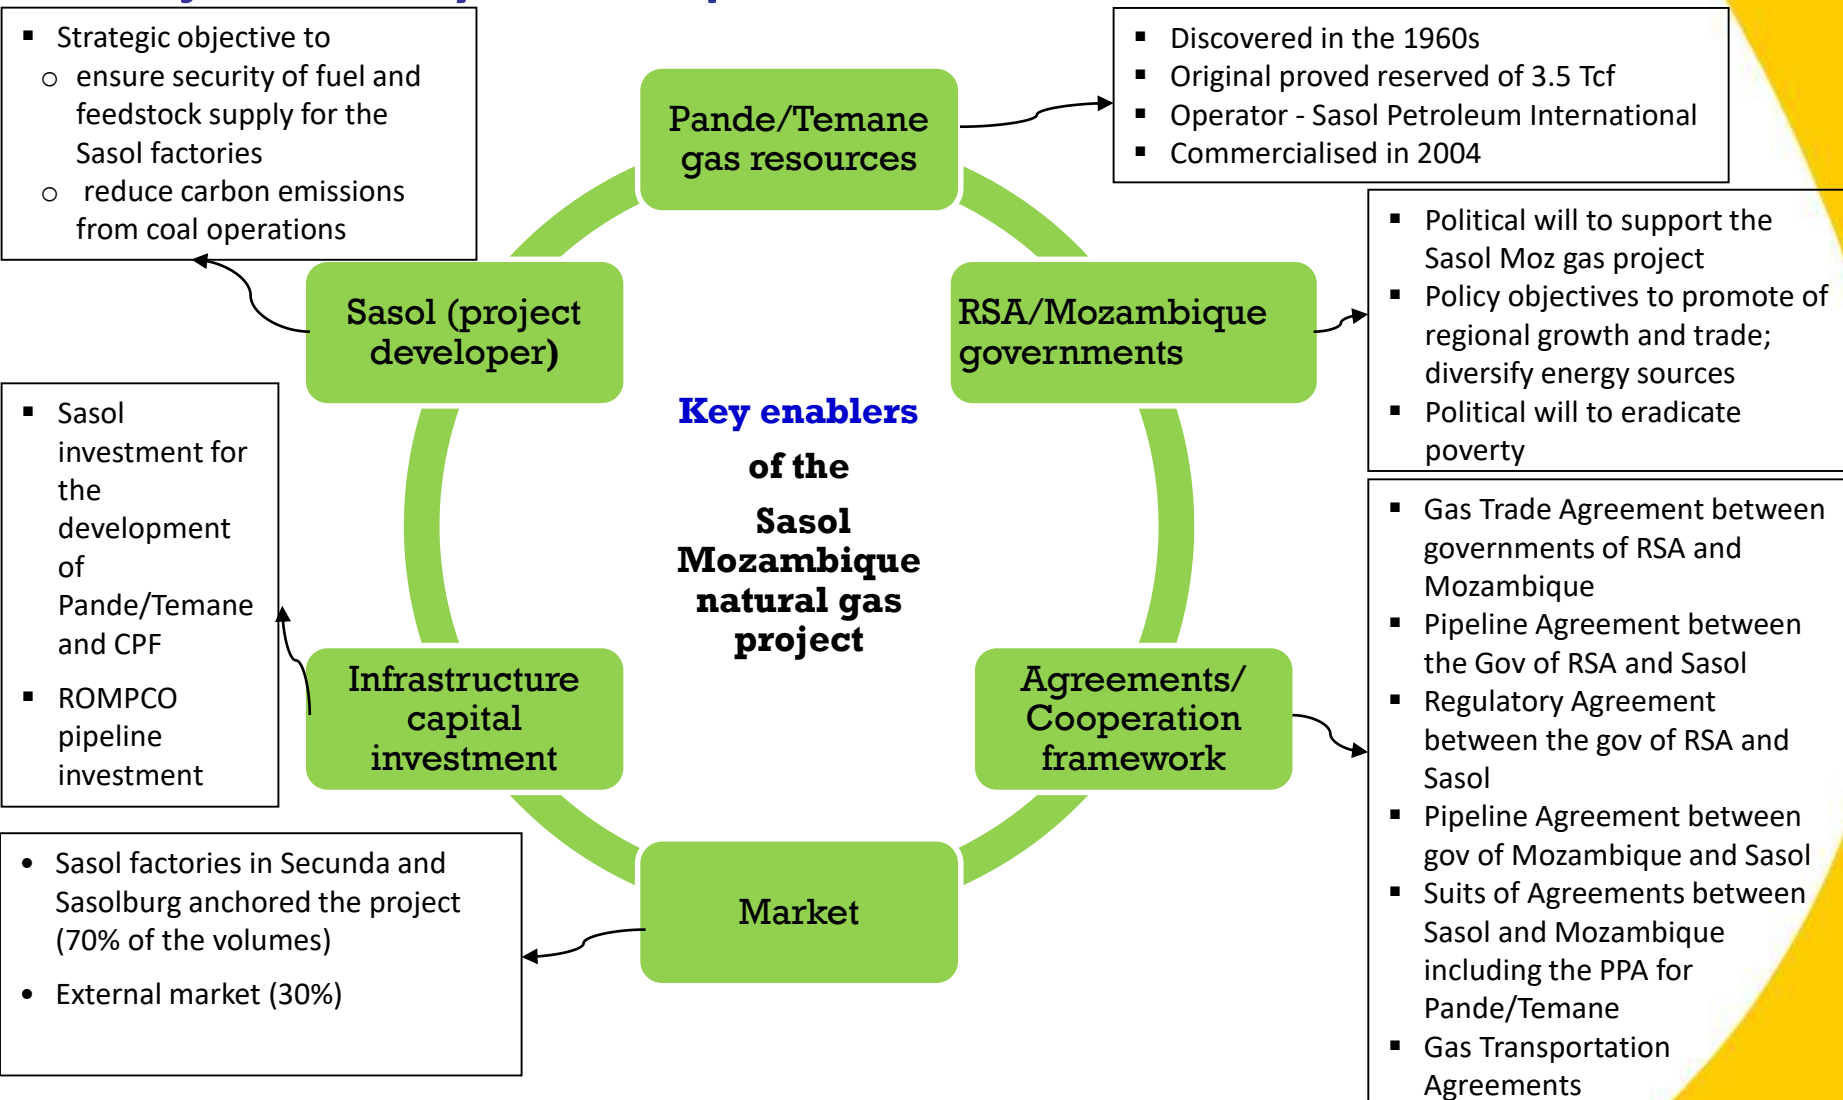 ▪ Strategic objective to
o ensure security of fuel and
feedstock supply for the
Sasol factories
o reduce carbon emissions
from coal operations
Pande/Temane
gas resources
▪ Discovered in the 1960s
▪ Original proved reserved of 3.5 Tcf
▪ Operator - Sasol Petroleum International
▪ Commercialised in 2004
Sasol (project
developer)
RSA/Mozambique
governments
▪ Political will to support the
Sasol Moz gas project
▪ Policy objectives to promote of
regional growth and trade;
diversify energy sources
▪ Political will to eradicate
poverty
Key enablers
of the
Sasol
Mozambique
natural gas
project
▪ Sasol
investment for
the
development
of
Pande/Temane
and CPF
▪ ROMPCO
pipeline
investment
Infrastructure
capital
investment
Agreements/
Cooperation
framework
▪ Gas Trade Agreement between
governments of RSA and
Mozambique
▪ Pipeline Agreement between
the Gov of RSA and Sasol
▪ Regulatory Agreement
between the gov of RSA and
Sasol
▪ Pipeline Agreement between
gov of Mozambique and Sasol
▪ Suits of Agreements between
Sasol and Mozambique
including the PPA for
Pande/Temane
▪ Gas Transportation
Agreements
• Sasol factories in Secunda and
Sasolburg anchored the project
(70% of the volumes)
• External market (30%)
Market